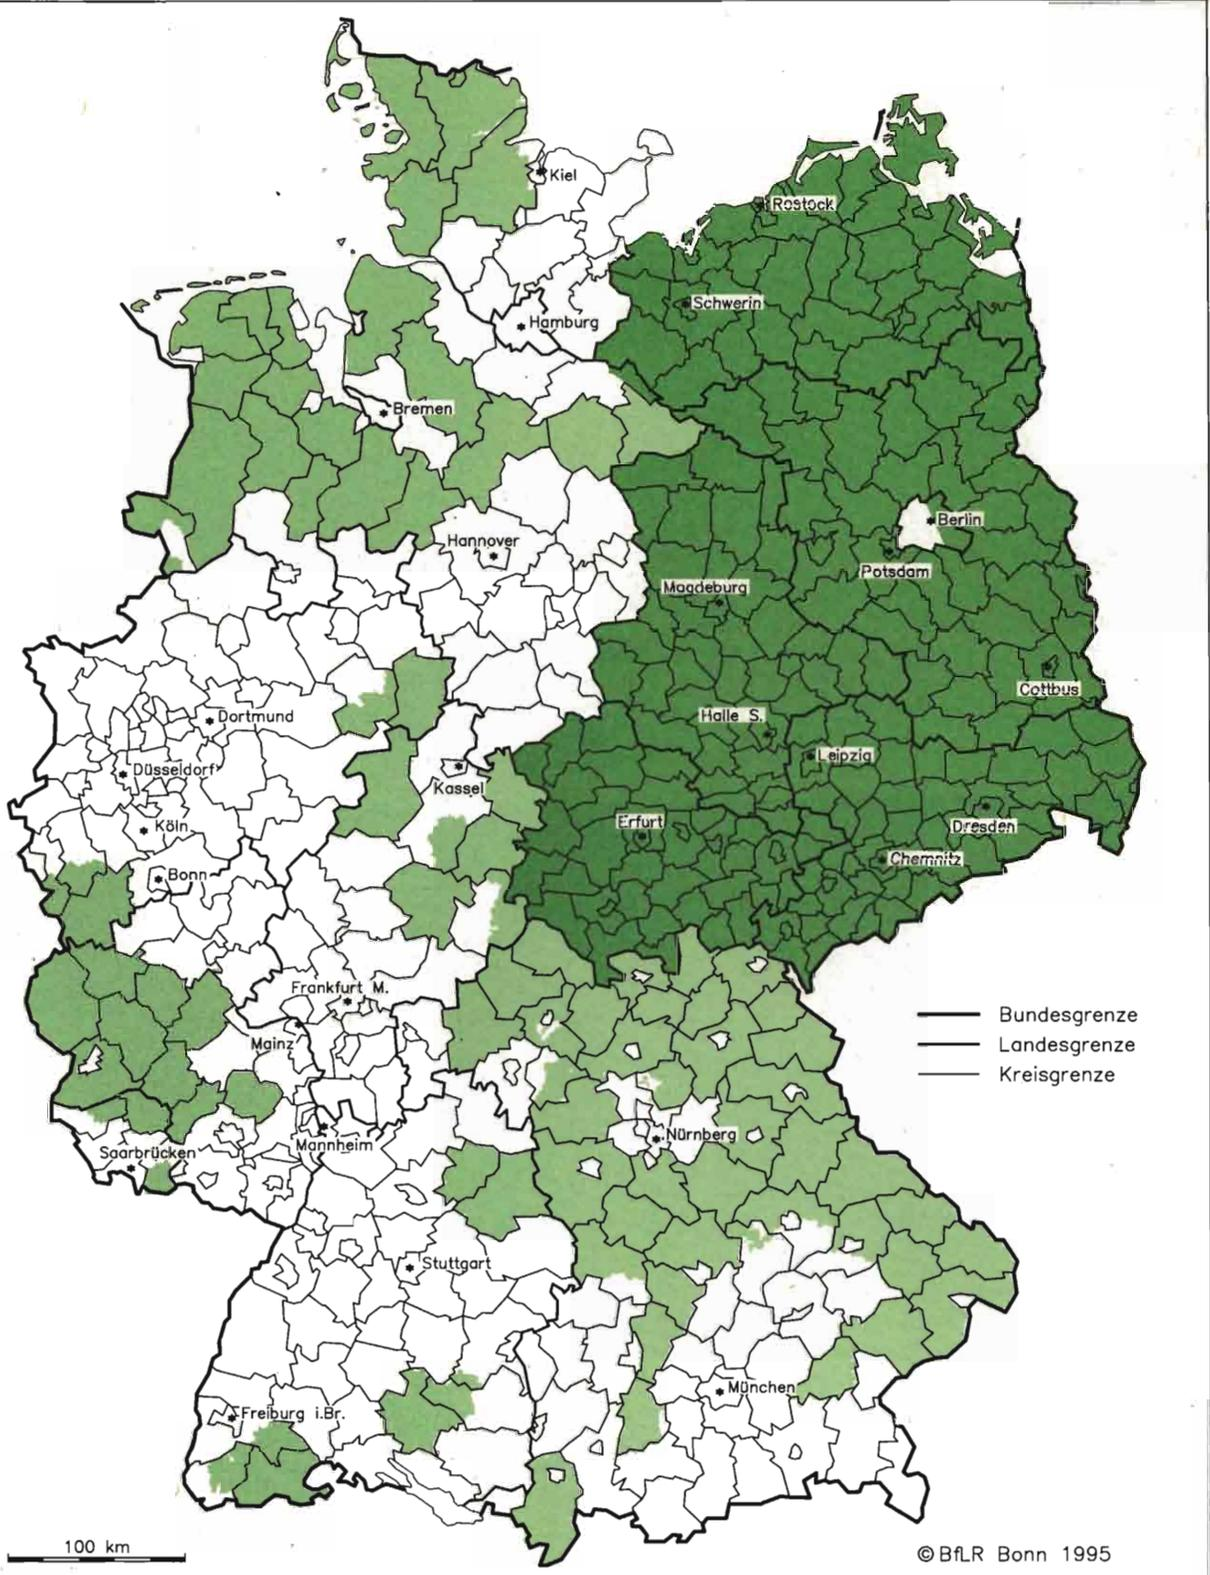 Kiel
Rostock
Schwerin
Hamburg
Bremen
Berlin
Hannover
Potsdam
Magdeburg
Cottbus
Halle S.
Dortmund
Leipzig
Düsseldorf
Kassel
Erfurt
Dresden
Köln
Chemnitz
Bonn
Frankfurt M.
Bundesgrenze
Mainz
Landesgrenze
Kreisgrenze
Nürnberg
Mannheim
Saarbrücken
Stuttgart
München
Freiburg i.Br.
100 km
© BfLR Bonn 1995